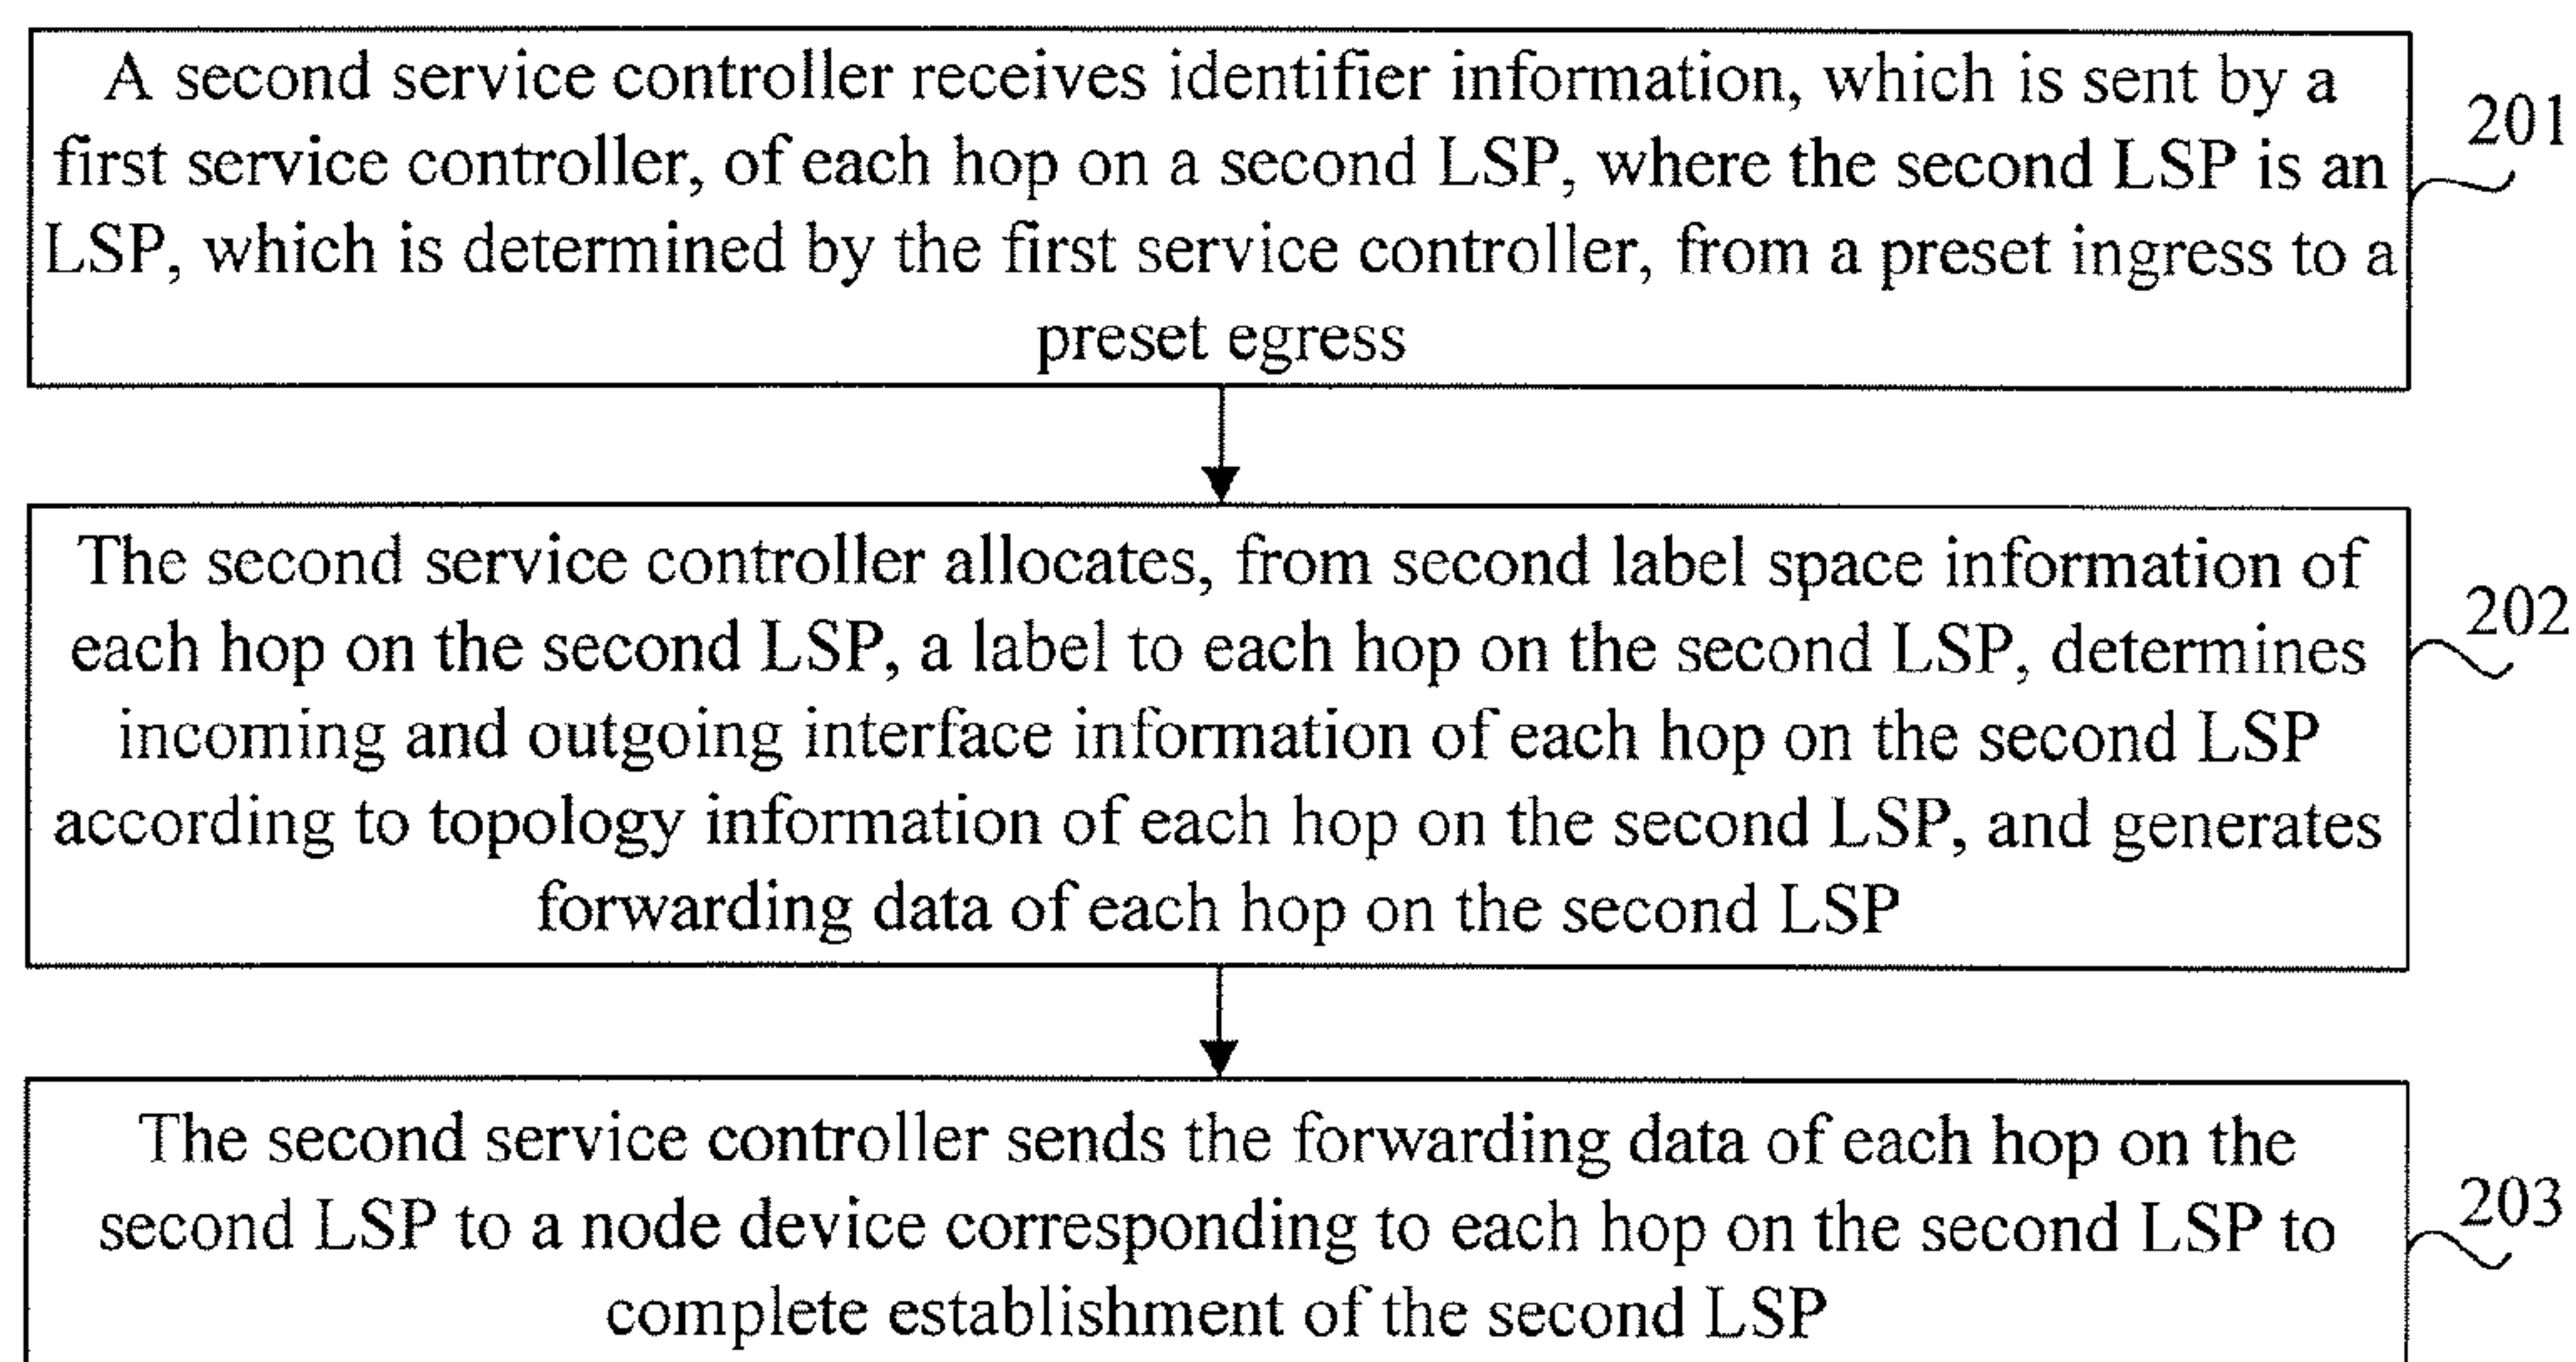 A second service controller receives identifier information, which is sent by a
first service controller, of each hop on a second LSP, where the second LSP is an
LSP, which is determined by the first service controller, from a preset ingress to a
preset egress
201
The second service controller allocates, from second label space information of
each hop on the second LSP, a label to each hop on the second LSP, determines
incoming and outgoing interface information of each hop on the second LSP
according to topology information of each hop on the second LSP, and generates
forwarding data of each hop on the second LSP
202
The second service controller sends the forwarding data of each hop on the
second LSP to a node device corresponding to each hop on the second LSP to
complete establishment of the second LSP
203